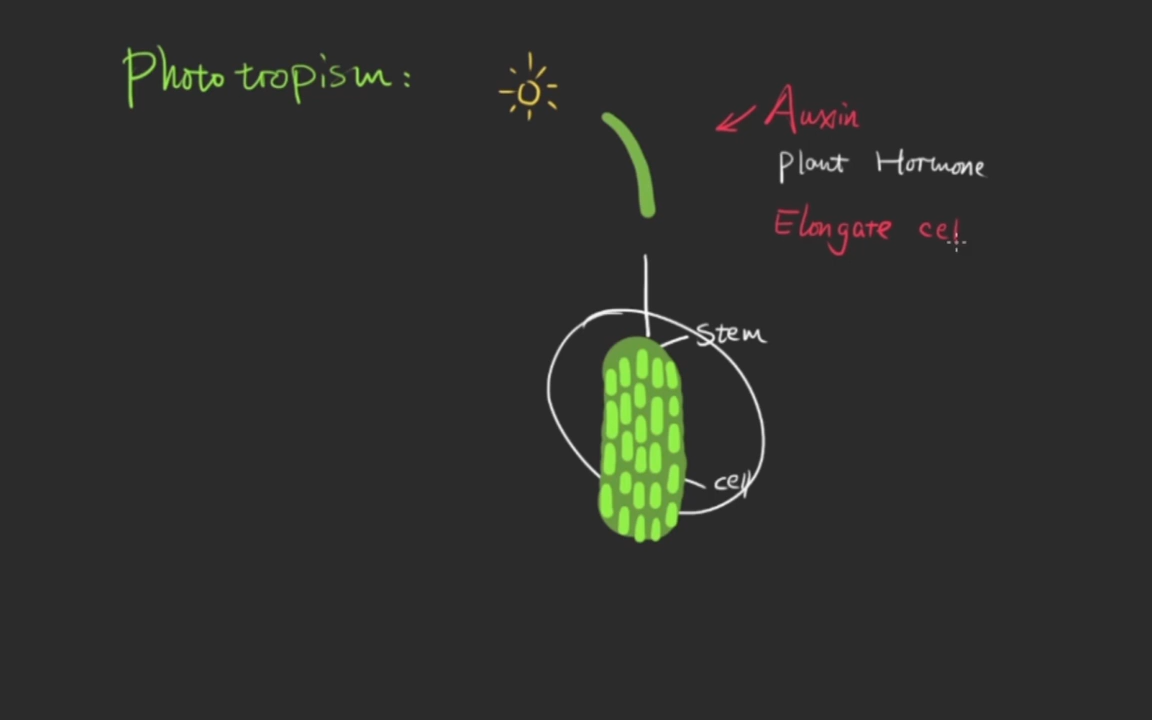 Phototropism:
Auxin
Plant Hormone
Elongate cel
Stem
cell